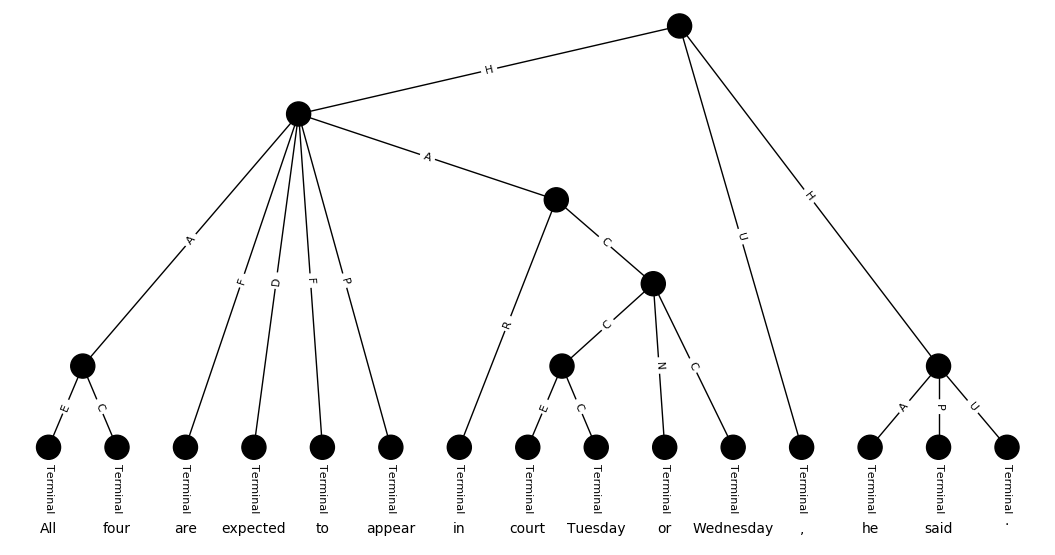 H
A
A
H
U
F
D
F
P
C
R
C
N
C
E
C
E
C
A
P
U
Terminal Terminal Terminal Terminal Terminal Terminal Terminal Terminal Terminal Terminal Terminal Terminal Terminal Terminal Terminal
All four are expected to appear in court Tuesday or Wednesday , he said .